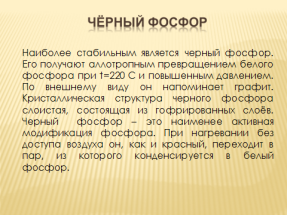 ЧЁРНЫЙ ФОСФОР
Наиболее стабильным является черный фосфор.
Его получают аллотропным превращением белого
фосфора при t=220 С и повышенным давлением.
По внешнему виду он напоминает графит.
Кристаллическая структура черного фосфора
слоистая, состоящая из гофрированных слоёв.
Черный фосфор – это наименее активная
модификация фосфора. При нагревании без
доступа воздуха он, как и красный, переходит в
пар, из которого конденсируется в белый
фосфор.